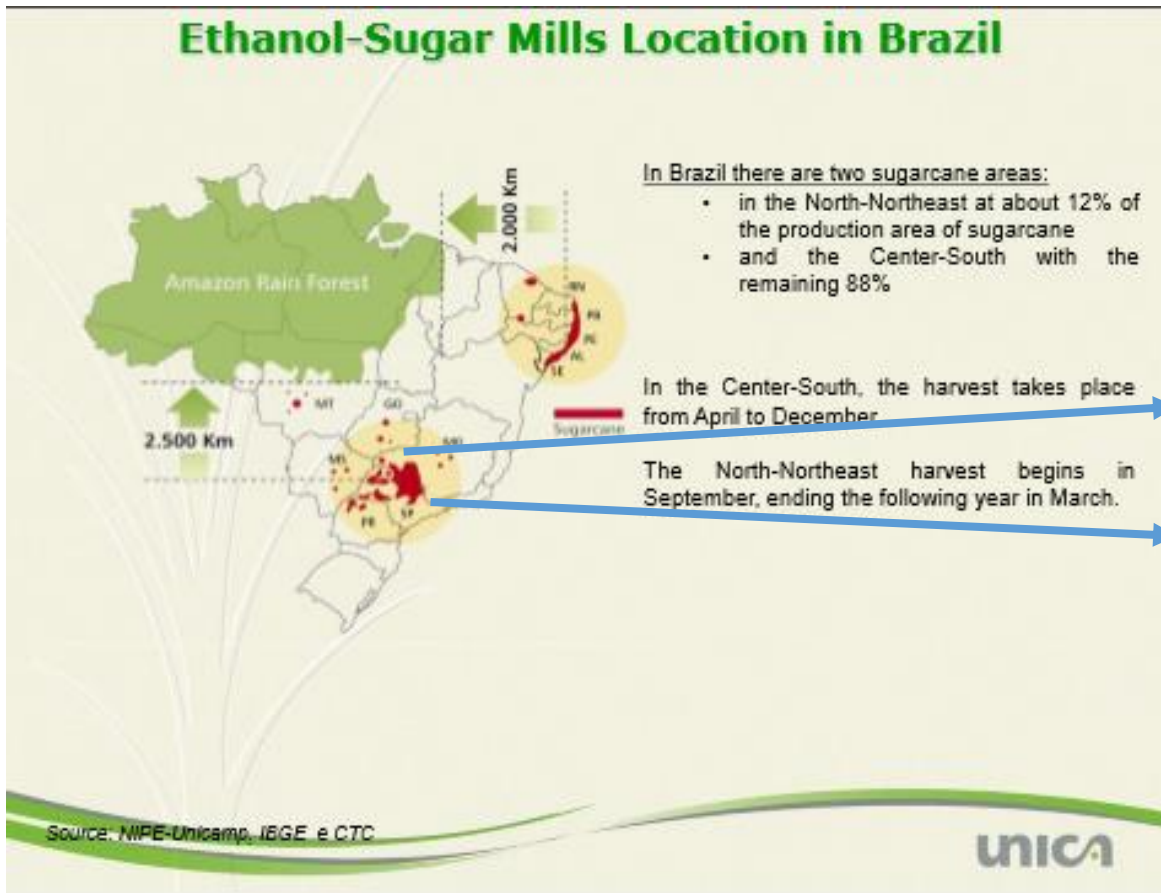 Ethanol-Sugar Mills Location in Brazil
2.000 Km
In Brazil there are two sugarcane areas:
• in the North-Northeast at about 12% of
the production area of sugarcane
• and the Center-South with the
remaining 88%
Amazon Rain Forest
RN
PB
PE
AL
SE
In the Center-South, the harvest takes place
from April to December
MT
GO
Sugarcane
2.500 Km
MS
MG
The North-Northeast harvest begins in
September, ending the following year in March.
PR
SP
Source: NIPE-Unicamp, IBGE e CTC
unica